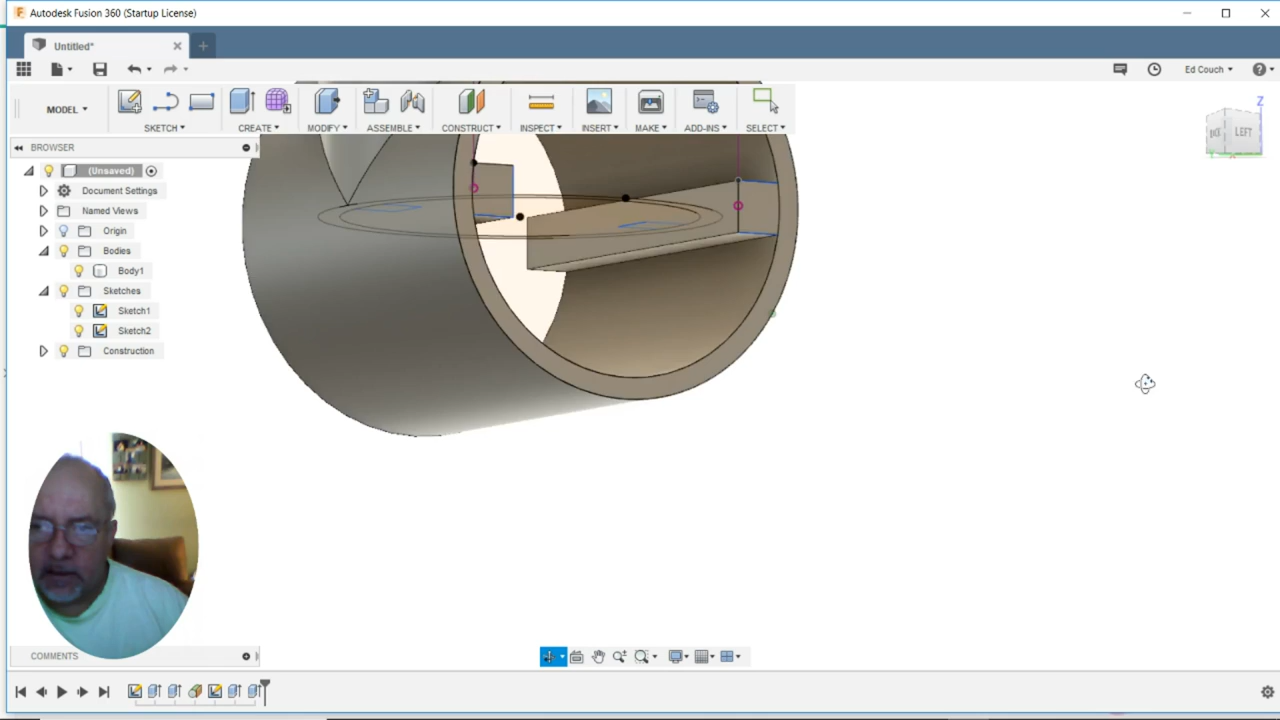 Autodesk Fusion 360 (Startup License)
Untitled*
Ed Couch
MODEL
SKETCH
CREATE
MODIFY
ASSEMBLE
CONSTRUCT
INSPECT
INSERT
MAKE
ADD-INS
SELECT
Z
LEFT
BROWSER
(Unsaved)
Document Settings
Named Views
Origin
Bodies
Body1
Sketches
Sketch1
Sketch2
Construction
COMMENTS